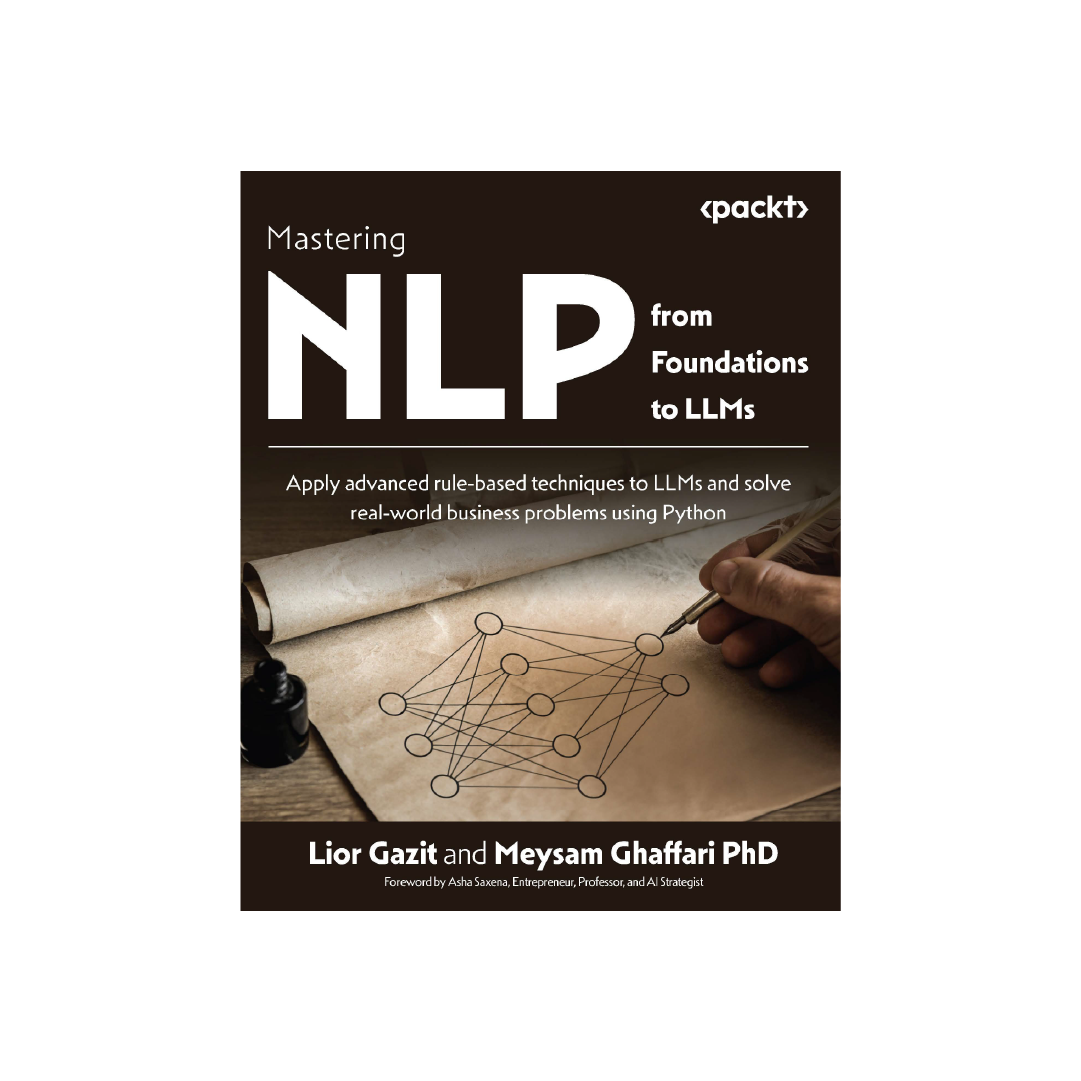 <packt>
Mastering
NLP
from
Foundations
to LLMs
Apply advanced rule-based techniques to LLMs and solve
real-world business problems using Python
Lior Gazit and Meysam Ghaffari PhD
Foreword by Asha Saxena, Entrepreneur, Professor, and AI Strategist